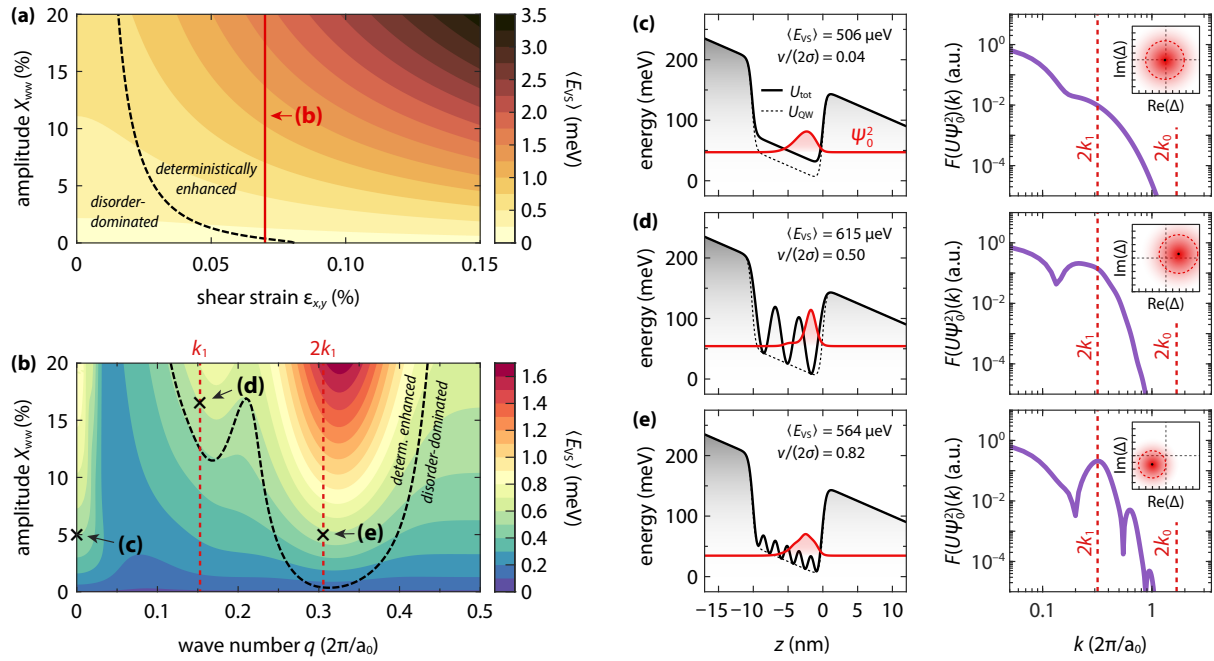 (a)
amplitude X_ww (%)
20
15
10
5
0
disorder-
dominated
deterministically
enhanced
(b)
0.00
0.05
0.10
0.15
shear strain ε_x,y (%)
3.5
3.0
2.5
2.0
1.5
1.0
0.5
0.0
⟨E_VS⟩ (meV)
(b)
k_1
2k_1
amplitude X_ww (%)
20
15
10
5
0
(c)
(d)
(e)
determ. enhanced
disorder-dominated
0
0.1
0.2
0.3
0.4
0.5
wave number q (2π/a_0)
1.6
1.4
1.2
1.0
0.8
0.6
0.4
0.2
0
⟨E_VS⟩ (meV)
(c)
energy (meV)
200
100
0
⟨E_VS⟩ = 506 μeV
ν/(2σ) = 0.04
U_tot
U_QW
Ψ_0^2
F(UΨ_0^2)(k) (a.u.)
10^0
10^−2
10^−4
2k_1
2k_0
Im(Δ)
Re(Δ)
(d)
energy (meV)
200
100
0
⟨E_VS⟩ = 615 μeV
ν/(2σ) = 0.50
F(UΨ_0^2)(k) (a.u.)
10^0
10^−2
10^−4
2k_1
2k_0
Im(Δ)
Re(Δ)
(e)
energy (meV)
200
100
0
⟨E_VS⟩ = 564 μeV
ν/(2σ) = 0.82
−15
−10
−5
0
5
10
z (nm)
F(UΨ_0^2)(k) (a.u.)
10^0
10^−2
10^−4
2k_1
2k_0
Im(Δ)
Re(Δ)
0.1
1
k (2π/a_0)